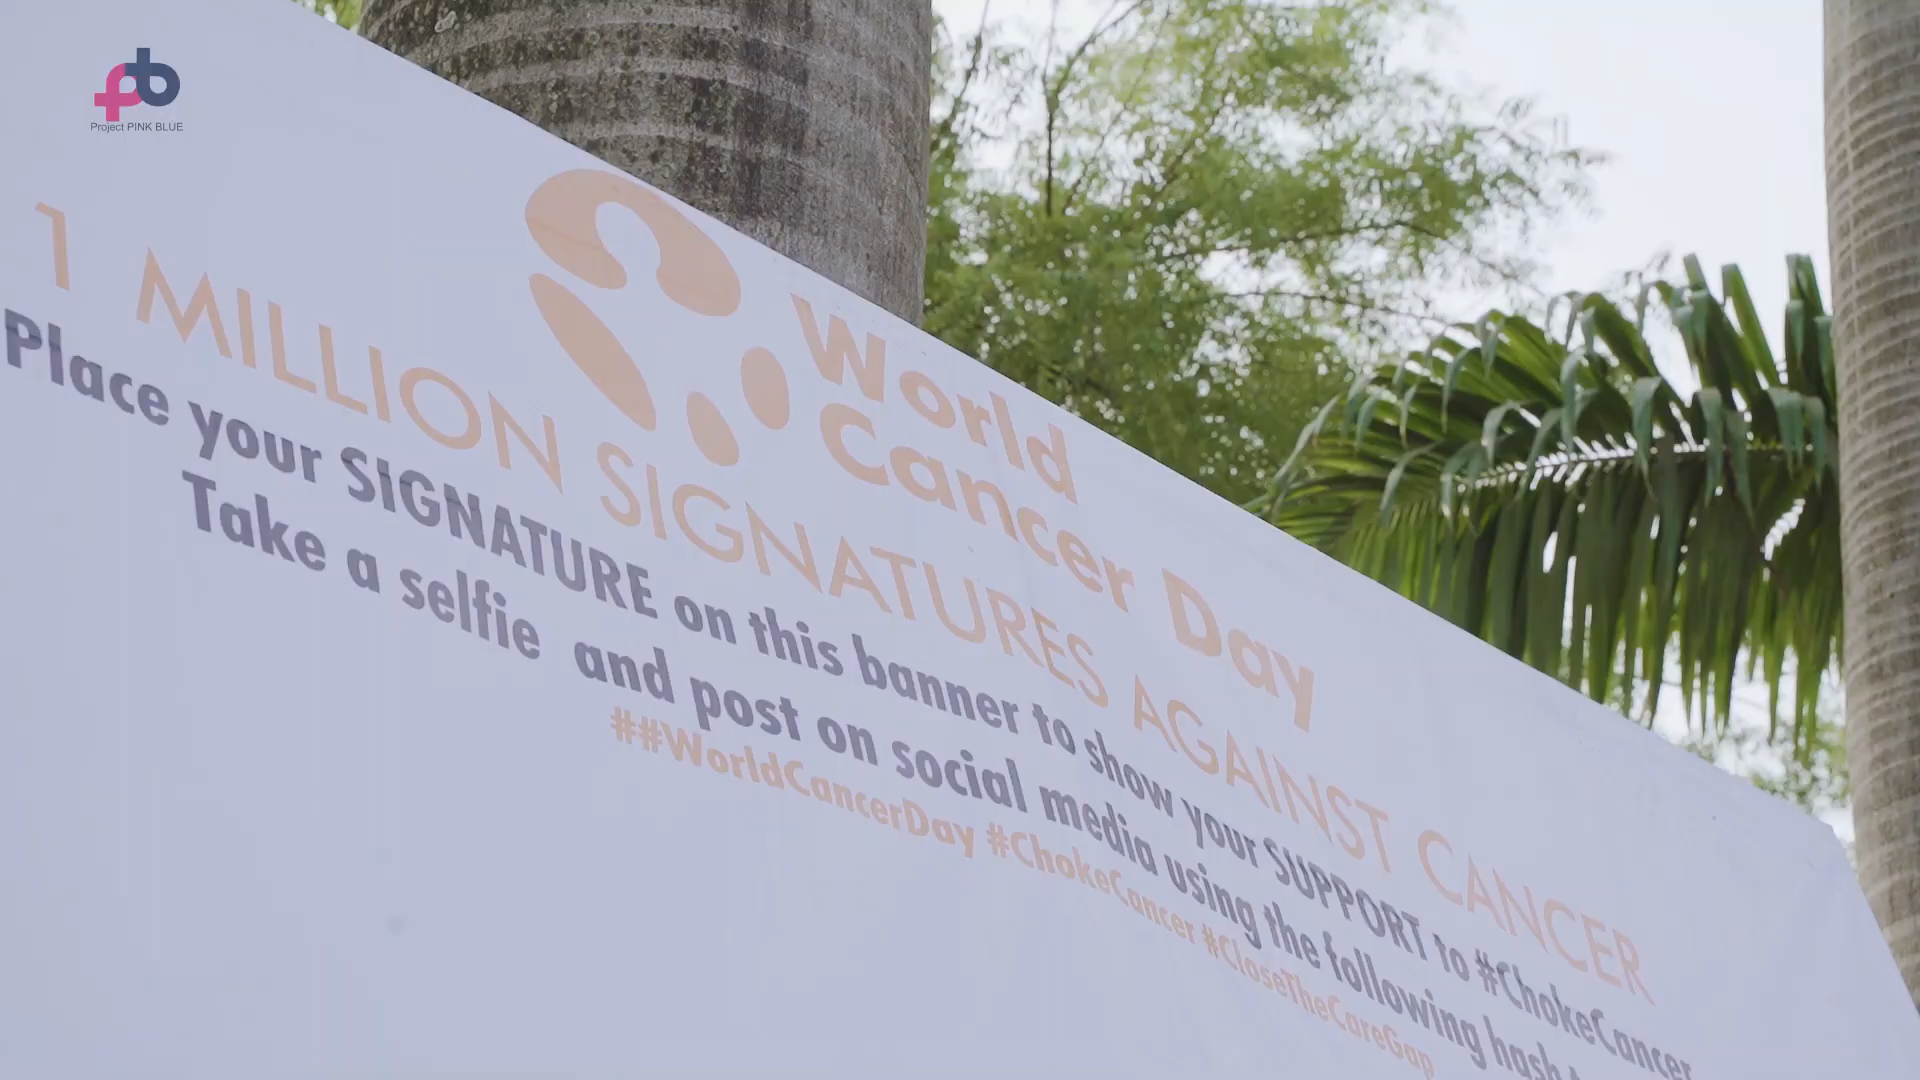 pb
Project PINK BLUE
World
Cancer Day
1 MILLION SIGNATURES AGAINST CANCER
Place your SIGNATURE on this banner to show your SUPPORT to #ChokeCancer
Take a selfie and post on social media using the following hash
##WorldCancerDay #ChokeCancer #CloseTheCareGap